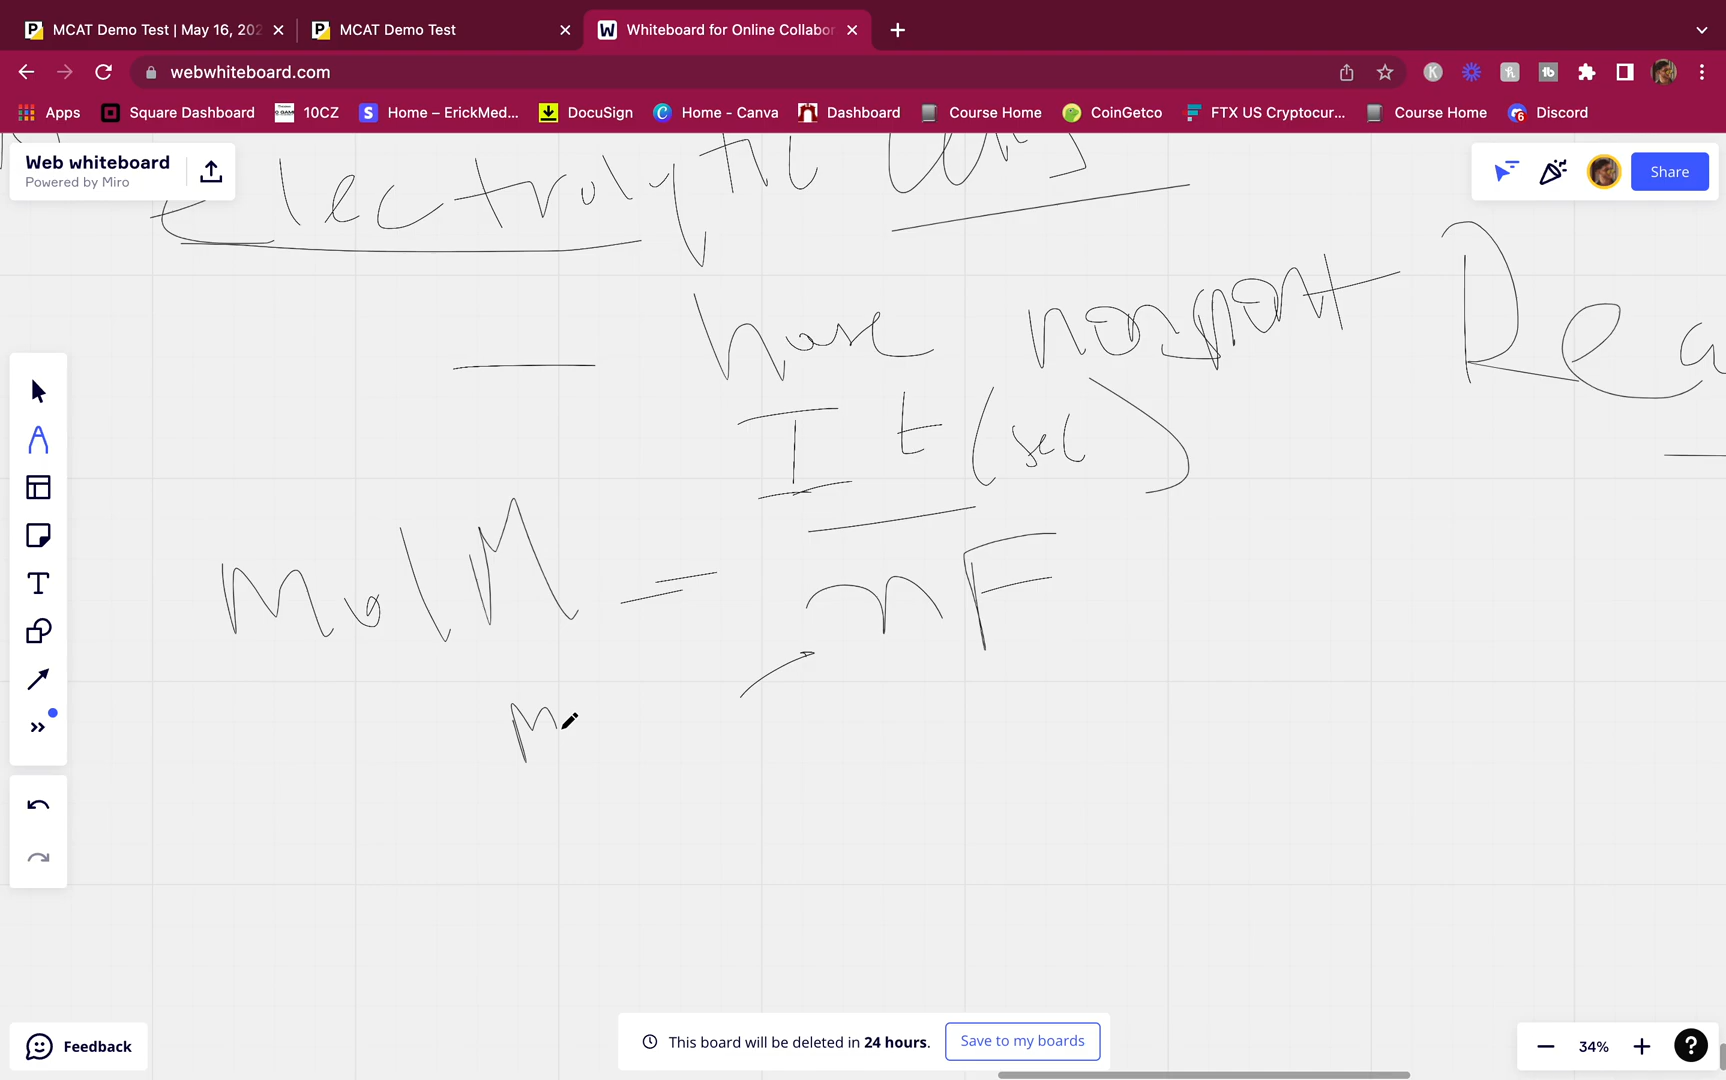 MCAT Demo Test | May 16, 202
MCAT Demo Test
Whiteboard for Online Collabor
webwhiteboard.com
Apps
Square Dashboard
10CZ
Home – ErickMed...
DocuSign
Home - Canva
Dashboard
Course Home
CoinGetco
FTX US Cryptocur...
Course Home
Discord
Web whiteboard
Powered by Miro
Share
Electrolytic Cells
— have nonspont Rea
I t (sec)
Mol M = nF
M
This board will be deleted in 24 hours.
Save to my boards
Feedback
34%